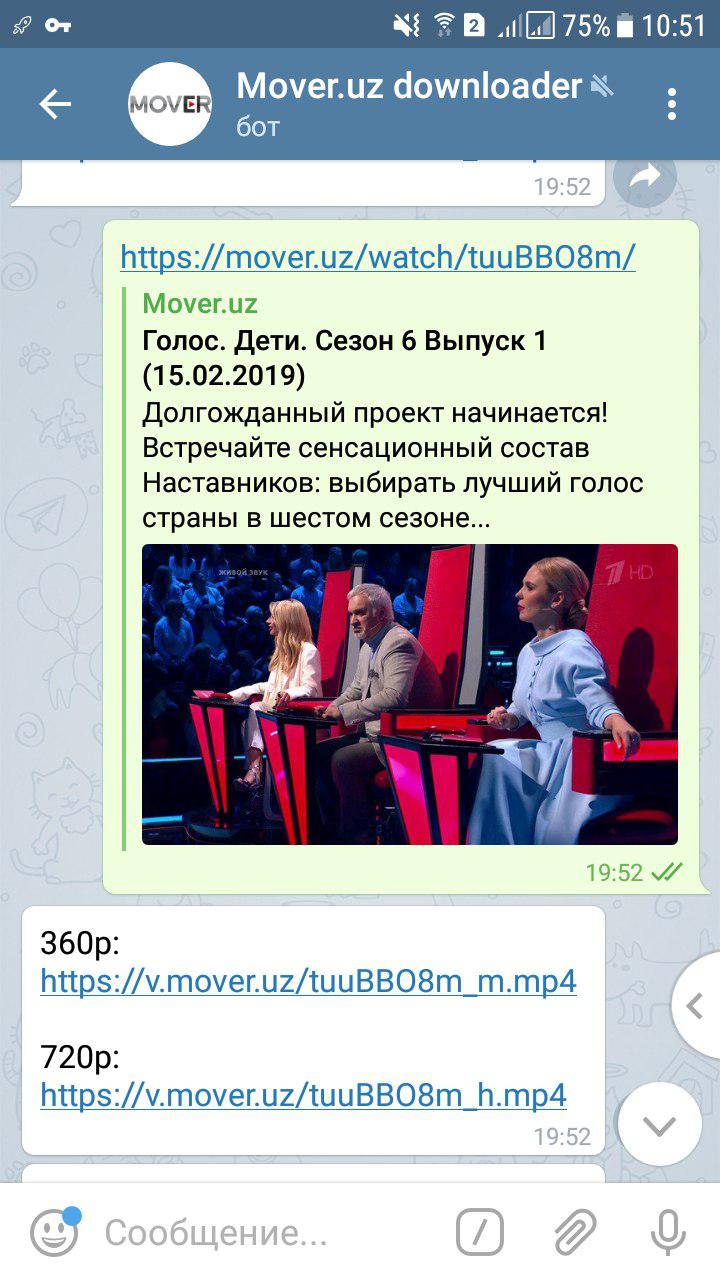 2 75% 10:51
MOVER
Mover.uz downloader
бот
19:52
https://mover.uz/watch/tuuBBO8m/
Mover.uz
Голос. Дети. Сезон 6 Выпуск 1
(15.02.2019)
Долгожданный проект начинается!
Встречайте сенсационный состав
Наставников: выбирать лучший голос
страны в шестом сезоне...
ЖИВОЙ ЗВУК
1 HD
19:52
360p:
https://v.mover.uz/tuuBBO8m_m.mp4
720p:
https://v.mover.uz/tuuBBO8m_h.mp4
19:52
Сообщение...